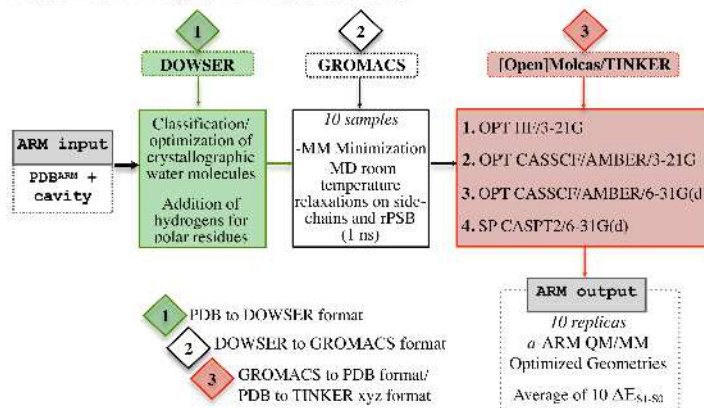 1
2
3
DOWSER
GROMACS
[Open]Molcas/TINKER
ARM input
PDBARM +
cavity
Classification/
optimization of
crystallographic
water molecules
Addition of
hydrogens for
polar residues
10 samples
-MM Minimization
MD room
temperature
relaxations on side-
chains and rPSB
(1 ns)
1. OPT HF/3-21G
2. OPT CASSCF/AMBER/3-21G
3. OPT CASSCF/AMBER/6-31G(d
4. SP CASPT2/6-31G(d)
ARM output
10 replicas
a-ARM QM/MM
Optimized Geometries
Average of 10 ΔES1-S0
1 PDB to DOWSER format
2 DOWSER to GROMACS format
3 GROMACS to PDB format/
PDB to TINKER xyz format